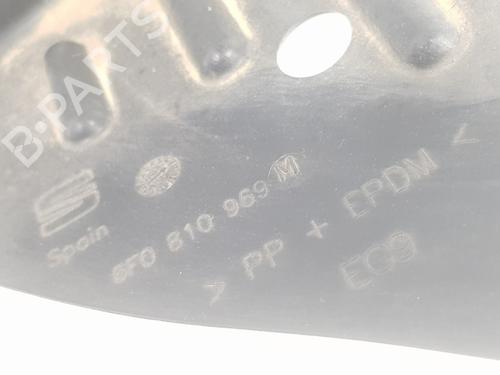 B-PARTS
Spain
6F0 810 969 M
> PP + EPDM <
EC9